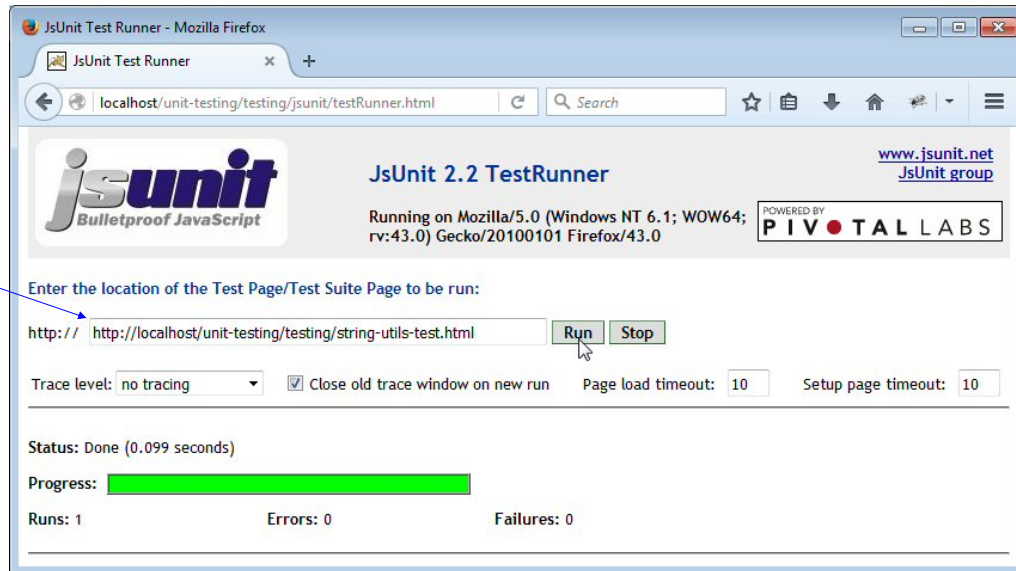 JsUnit Test Runner - Mozilla Firefox
JsUnit Test Runner
localhost/unit-testing/testing/jsunit/testRunner.html
Search
jsunit
Bulletproof JavaScript
JsUnit 2.2 TestRunner
Running on Mozilla/5.0 (Windows NT 6.1; WOW64;
rv:43.0) Gecko/20100101 Firefox/43.0
www.jsunit.net
JsUnit group
POWERED BY
PIVOTAL LABS
Enter the location of the Test Page/Test Suite Page to be run:
http:// http://localhost/unit-testing/testing/string-utils-test.html Run Stop
Trace level: no tracing Close old trace window on new run Page load timeout: 10 Setup page timeout: 10
Status: Done (0.099 seconds)
Progress:
Runs: 1 Errors: 0 Failures: 0